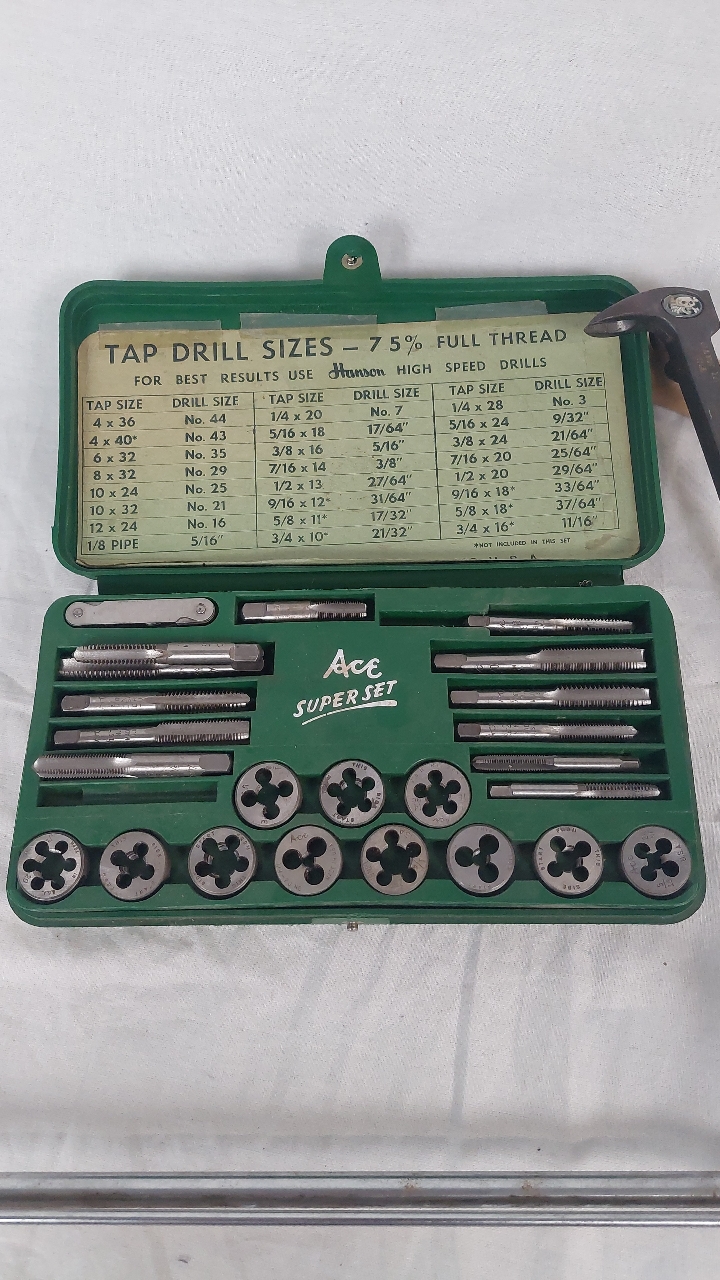 TAP DRILL SIZES — 75% FULL THREAD
FOR BEST RESULTS USE Hanson HIGH SPEED DRILLS
TAP SIZE DRILL SIZE TAP SIZE DRILL SIZE TAP SIZE DRILL SIZE
4 x 36 No. 44 1/4 x 20 No. 7 1/4 x 28 No. 3
4 x 40* No. 43 5/16 x 18 17/64" 5/16 x 24 9/32"
6 x 32 No. 35 3/8 x 16 5/16" 3/8 x 24 21/64"
8 x 32 No. 29 7/16 x 14 3/8" 7/16 x 20 25/64"
10 x 24 No. 25 1/2 x 13 27/64" 1/2 x 20 29/64"
10 x 32 No. 21 9/16 x 12* 31/64" 9/16 x 18* 33/64"
12 x 24 No. 16 5/8 x 11* 17/32" 5/8 x 18* 37/64"
1/8 PIPE 5/16" 3/4 x 10* 21/32" 3/4 x 16* 11/16"
*NOT INCLUDED IN THIS SET
Ace
SUPER SET
Ace